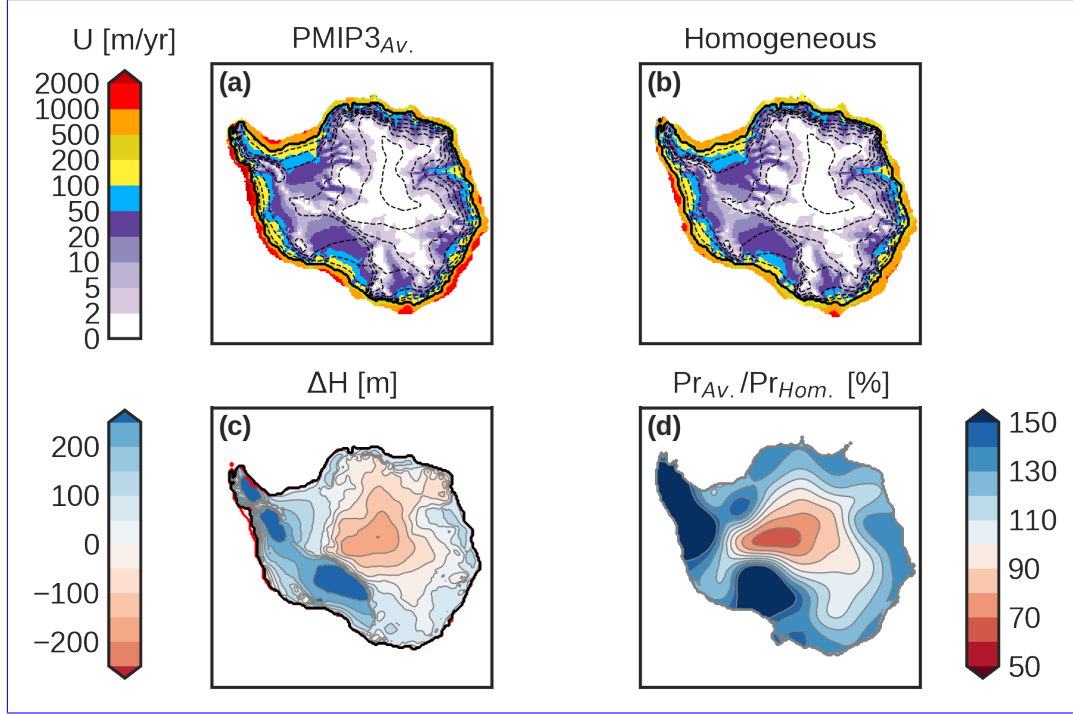 U [m/yr]
PMIP3Av.
Homogeneous
(a)
(b)
2000
1000
500
200
100
50
20
10
5
2
0
ΔH [m]
PrAv. /PrHom. [%]
(c)
(d)
200
100
0
−100
−200
150
130
110
90
70
50